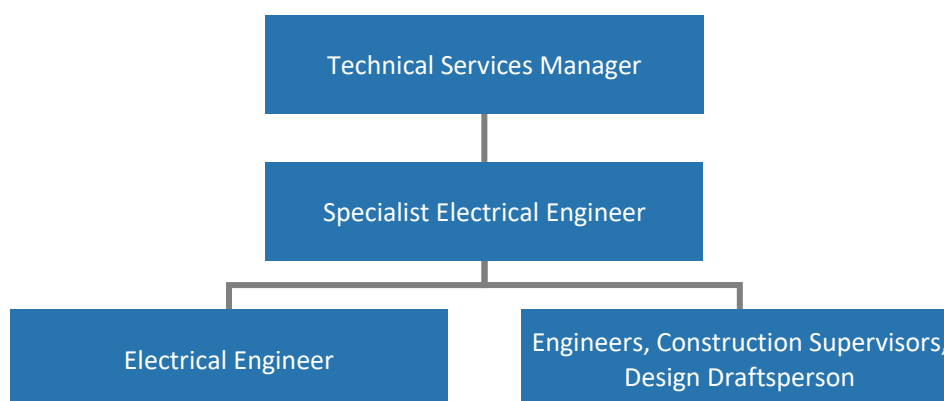 Technical Services Manager
Specialist Electrical Engineer
Electrical Engineer
Engineers, Construction Supervisors,
Design Draftsperson